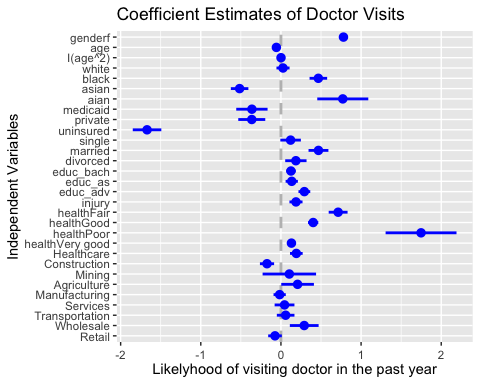 Coefficient Estimates of Doctor Visits
Independent Variables
genderf
age
I(age^2)
white
black
asian
aian
medicaid
private
uninsured
single
married
divorced
educ_bach
educ_as
educ_adv
injury
healthFair
healthGood
healthPoor
healthVery good
Healthcare
Construction
Mining
Agriculture
Manufacturing
Services
Transportation
Wholesale
Retail
-2 -1 0 1 2
Likelyhood of visiting doctor in the past year